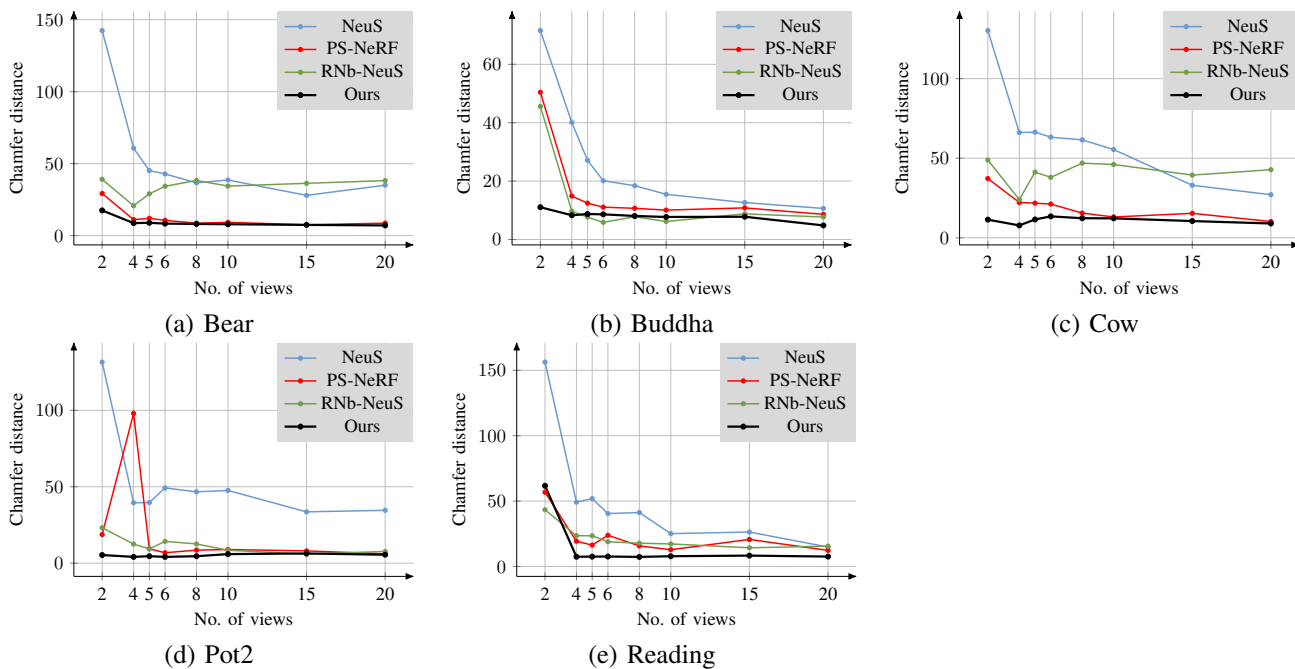 150
100
50
0
Chamfer distance
NeuS
PS-NeRF
RNb-NeuS
Ours
2 4 5 6 8 10 15 20
No. of views
(a) Bear
60
40
20
0
Chamfer distance
NeuS
PS-NeRF
RNb-NeuS
Ours
2 4 5 6 8 10 15 20
No. of views
(b) Buddha
100
50
0
Chamfer distance
NeuS
PS-NeRF
RNb-NeuS
Ours
2 4 5 6 8 10 15 20
No. of views
(c) Cow
100
50
0
Chamfer distance
NeuS
PS-NeRF
RNb-NeuS
Ours
2 4 5 6 8 10 15 20
No. of views
(d) Pot2
150
100
50
0
Chamfer distance
NeuS
PS-NeRF
RNb-NeuS
Ours
2 4 5 6 8 10 15 20
No. of views
(e) Reading